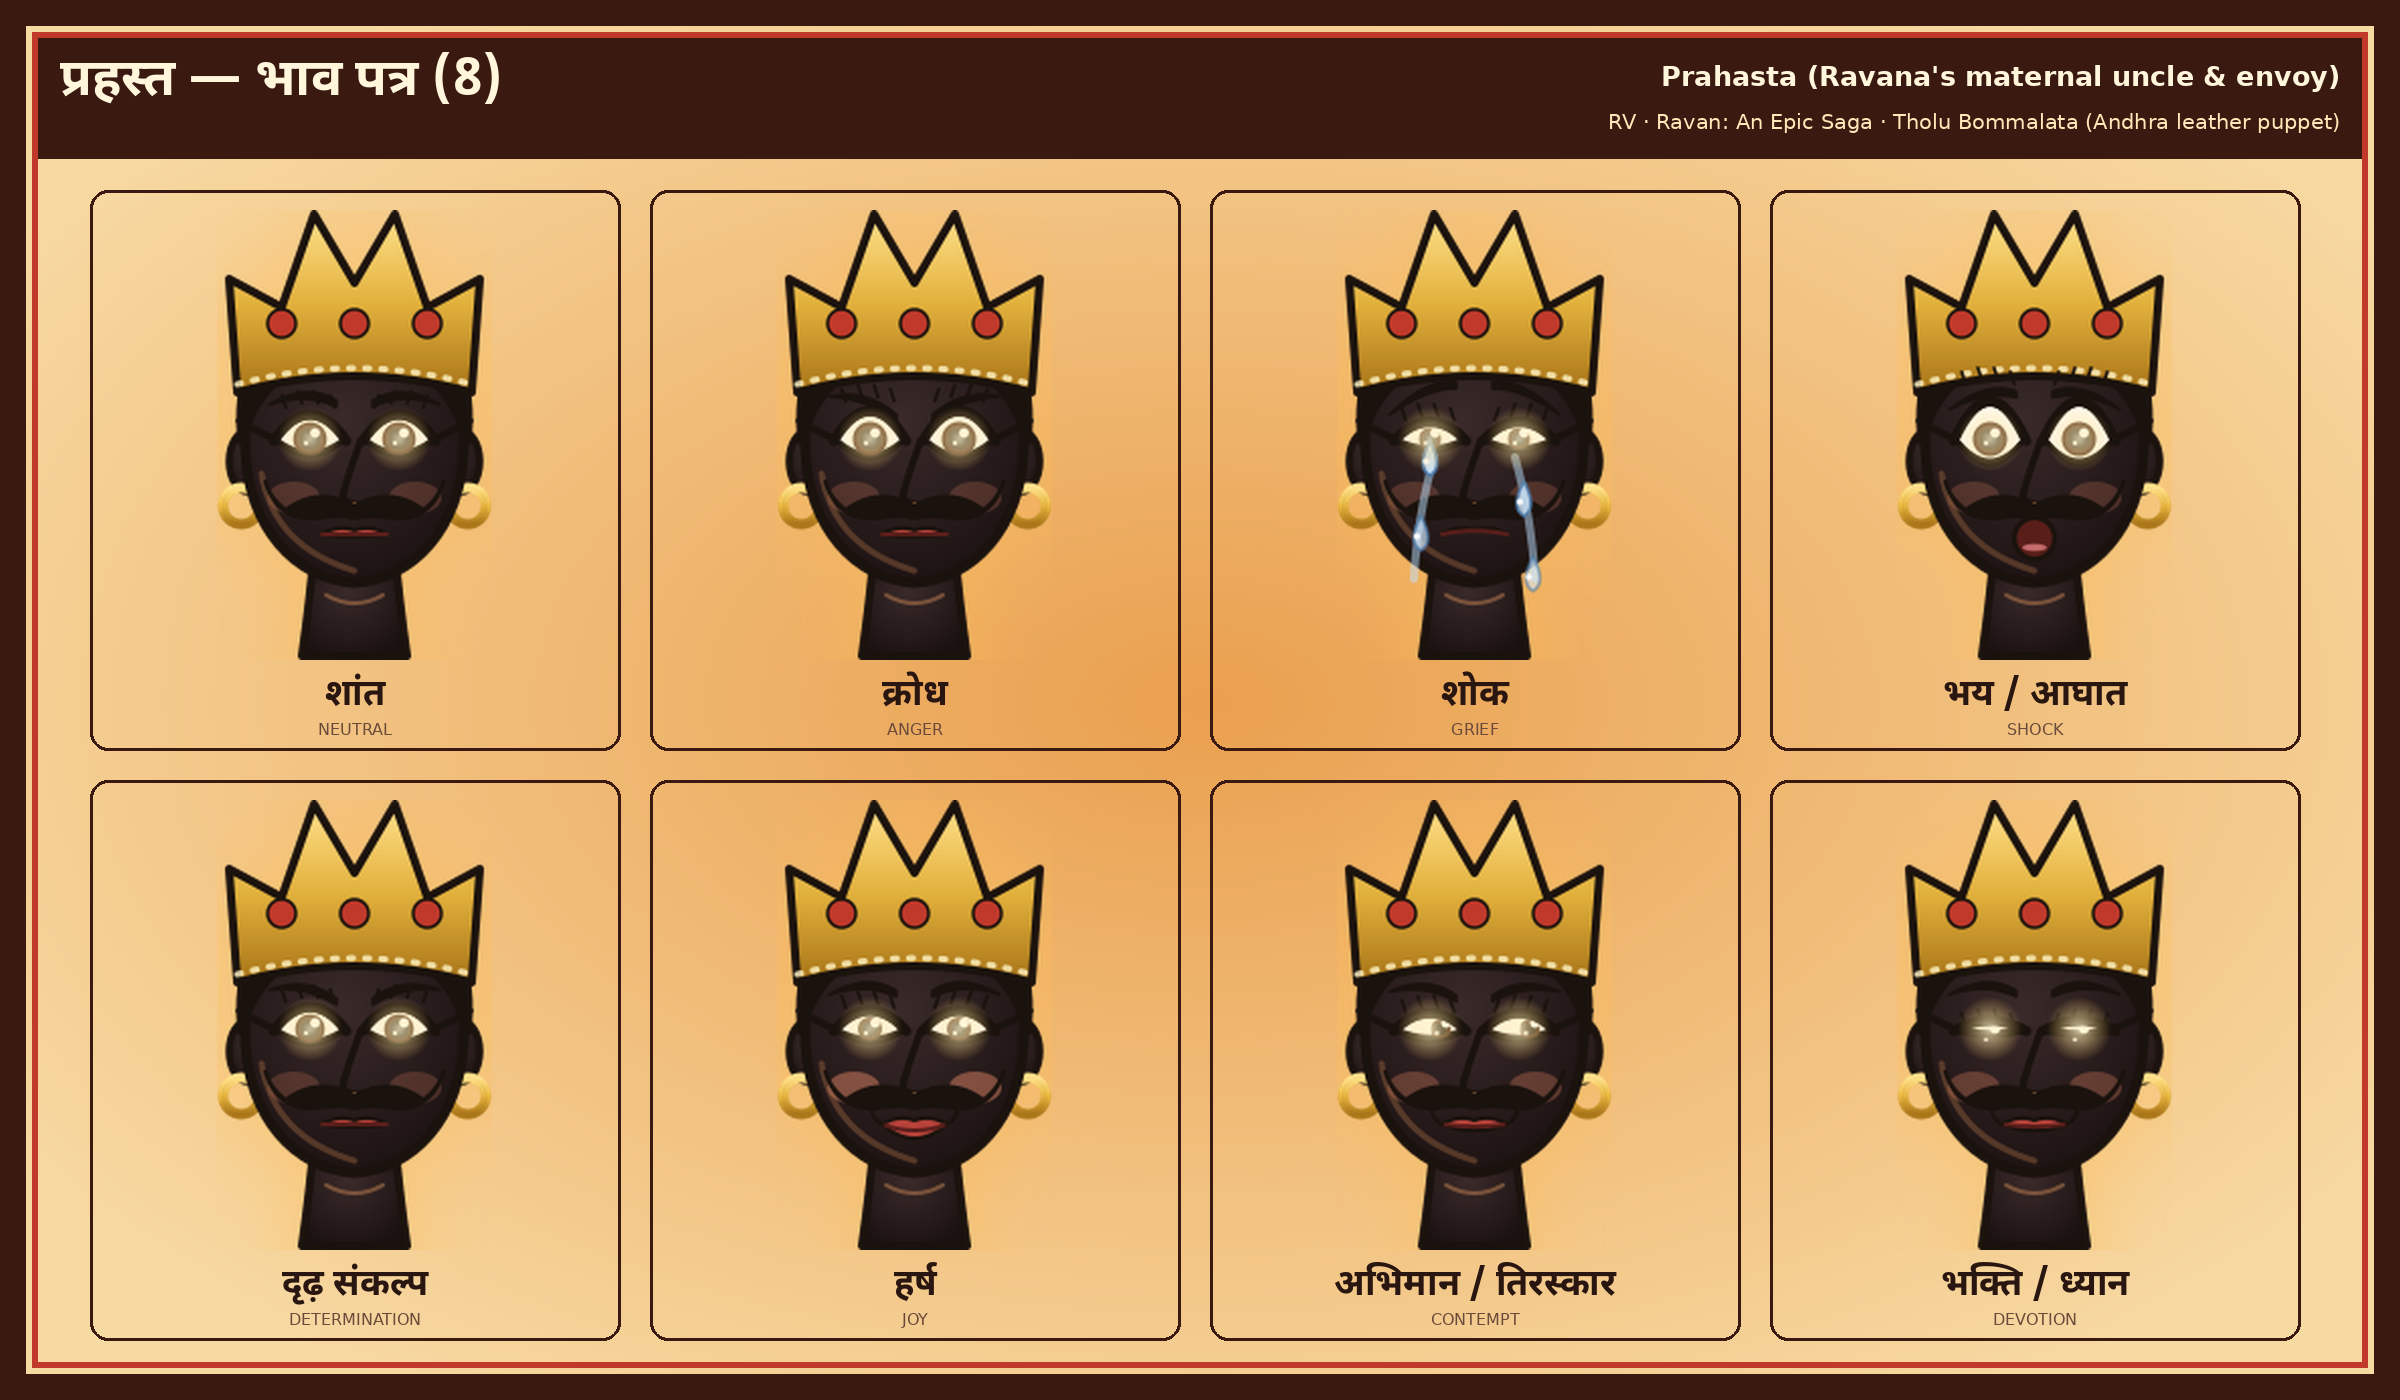 प्रहस्त — भाव पत्र (8)
Prahasta (Ravana's maternal uncle & envoy)
RV · Ravan: An Epic Saga · Tholu Bommalata (Andhra leather puppet)
शांत
NEUTRAL
क्रोध
ANGER
शोक
GRIEF
भय / आघात
SHOCK
दृढ़ संकल्प
DETERMINATION
हर्ष
JOY
अभिमान / तिरस्कार
CONTEMPT
भक्ति / ध्यान
DEVOTION